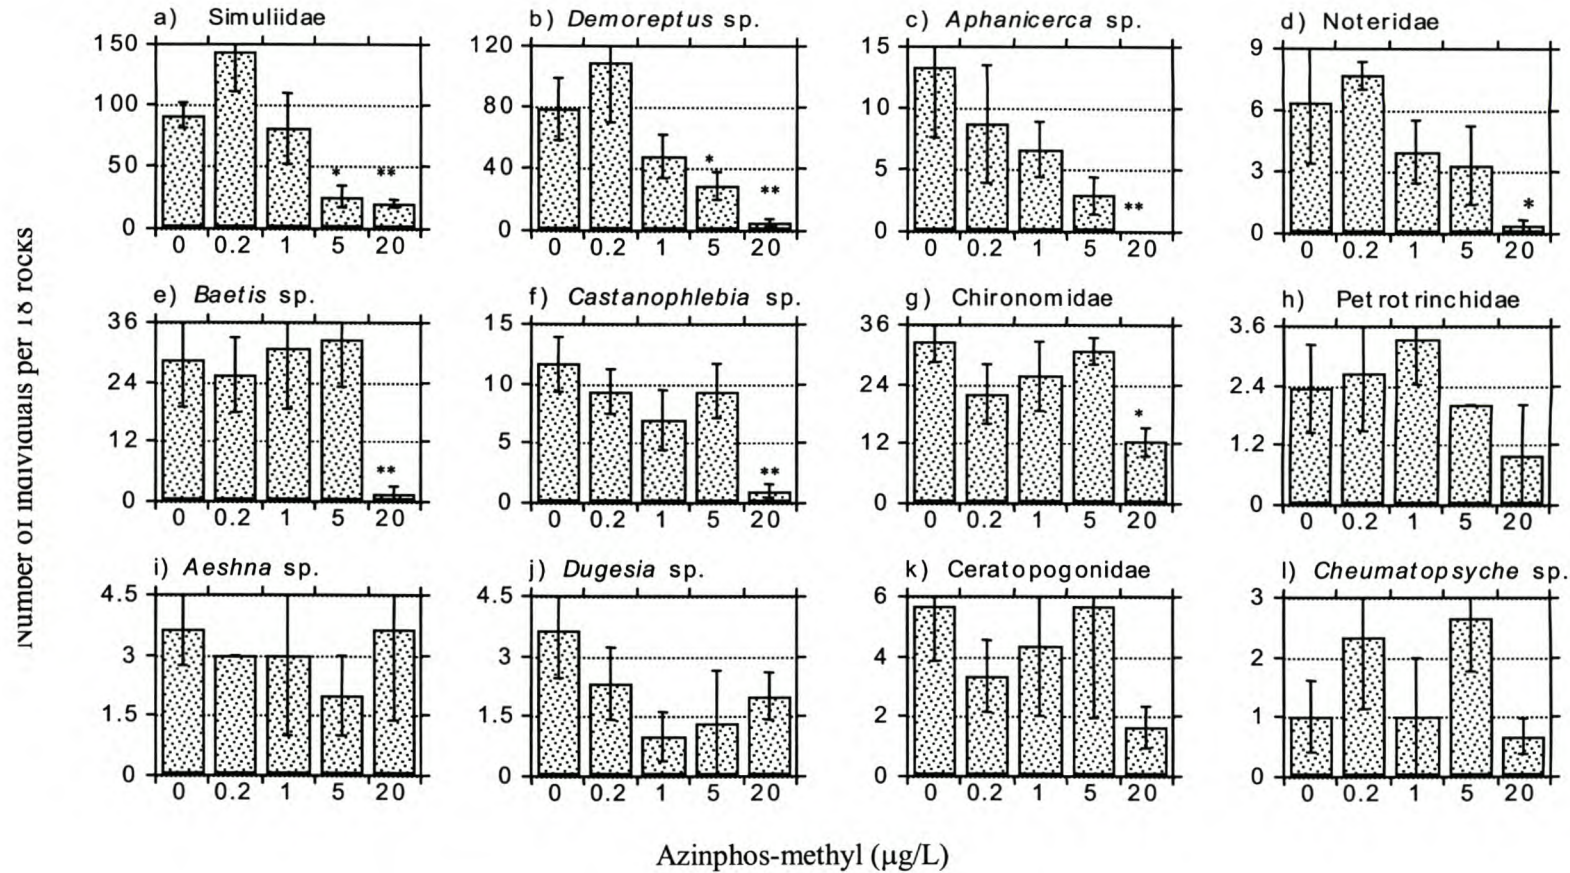 a) Simuliidae
150
100
50
0
* **
0 0.2 1 5 20
b) Demoreptus sp.
120
80
40
0
* **
0 0.2 1 5 20
c) Aphanicerca sp.
15
10
5
0
**
0 0.2 1 5 20
d) Noteridae
9
6
3
0
*
0 0.2 1 5 20
e) Baetis sp.
36
24
12
0
**
0 0.2 1 5 20
f) Castanophlebia sp.
15
10
5
0
**
0 0.2 1 5 20
g) Chironomidae
36
24
12
0
*
0 0.2 1 5 20
h) Petrotrinchidae
3.6
2.4
1.2
0
0 0.2 1 5 20
i) Aeshna sp.
4.5
3
1.5
0
0 0.2 1 5 20
j) Dugesia sp.
4.5
3
1.5
0
0 0.2 1 5 20
k) Ceratopogonidae
6
4
2
0
0 0.2 1 5 20
l) Cheumatopsyche sp.
3
2
1
0
0 0.2 1 5 20
Number of individuals per 18 rocks
Azinphos-methyl (µg/L)